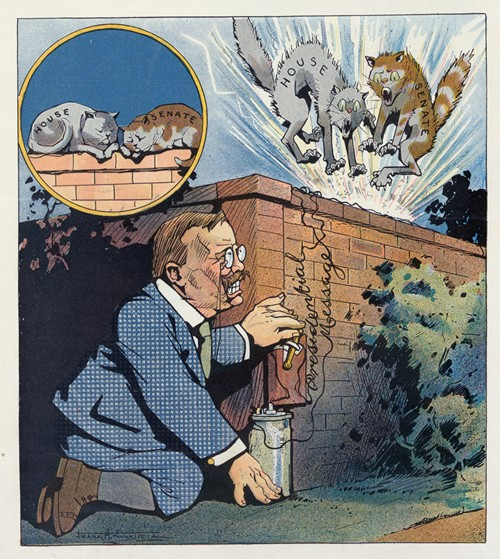 HOUSE
SENATE
HOUSE
SENATE
Presidential
Message